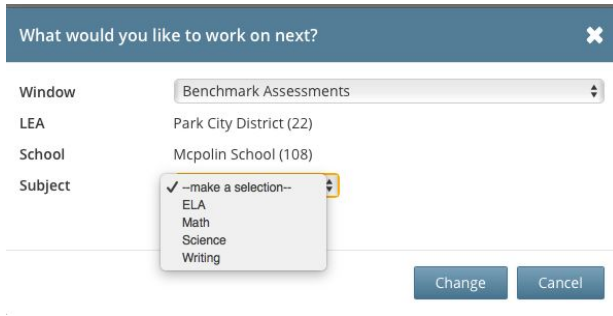 What would you like to work on next?
Window Benchmark Assessments
LEA Park City District (22)
School Mcpolin School (108)
Subject --make a selection--
ELA
Math
Science
Writing
Change Cancel